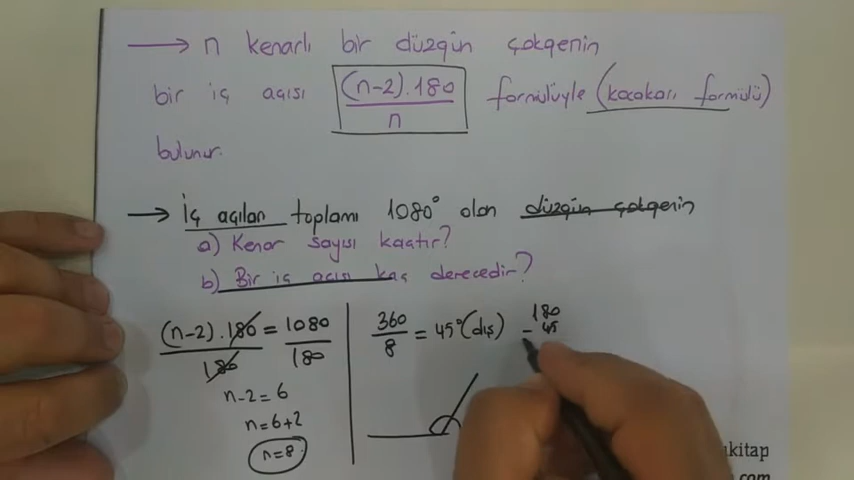 → n kenarlı bir düzgün çokgenin
bir iç açısı (n-2).180/n formülüyle (kocakarı formülü)
bulunur.
→ İç açıları toplamı 1080° olan düzgün çokgenin
a) Kenar sayısı kaçtır?
b) Bir iç açısı kaç derecedir?
(n-2).180/180 = 1080/180
n-2=6
n=6+2
n=8
360/8 = 45°(dış)
180
- 45
kitap
com